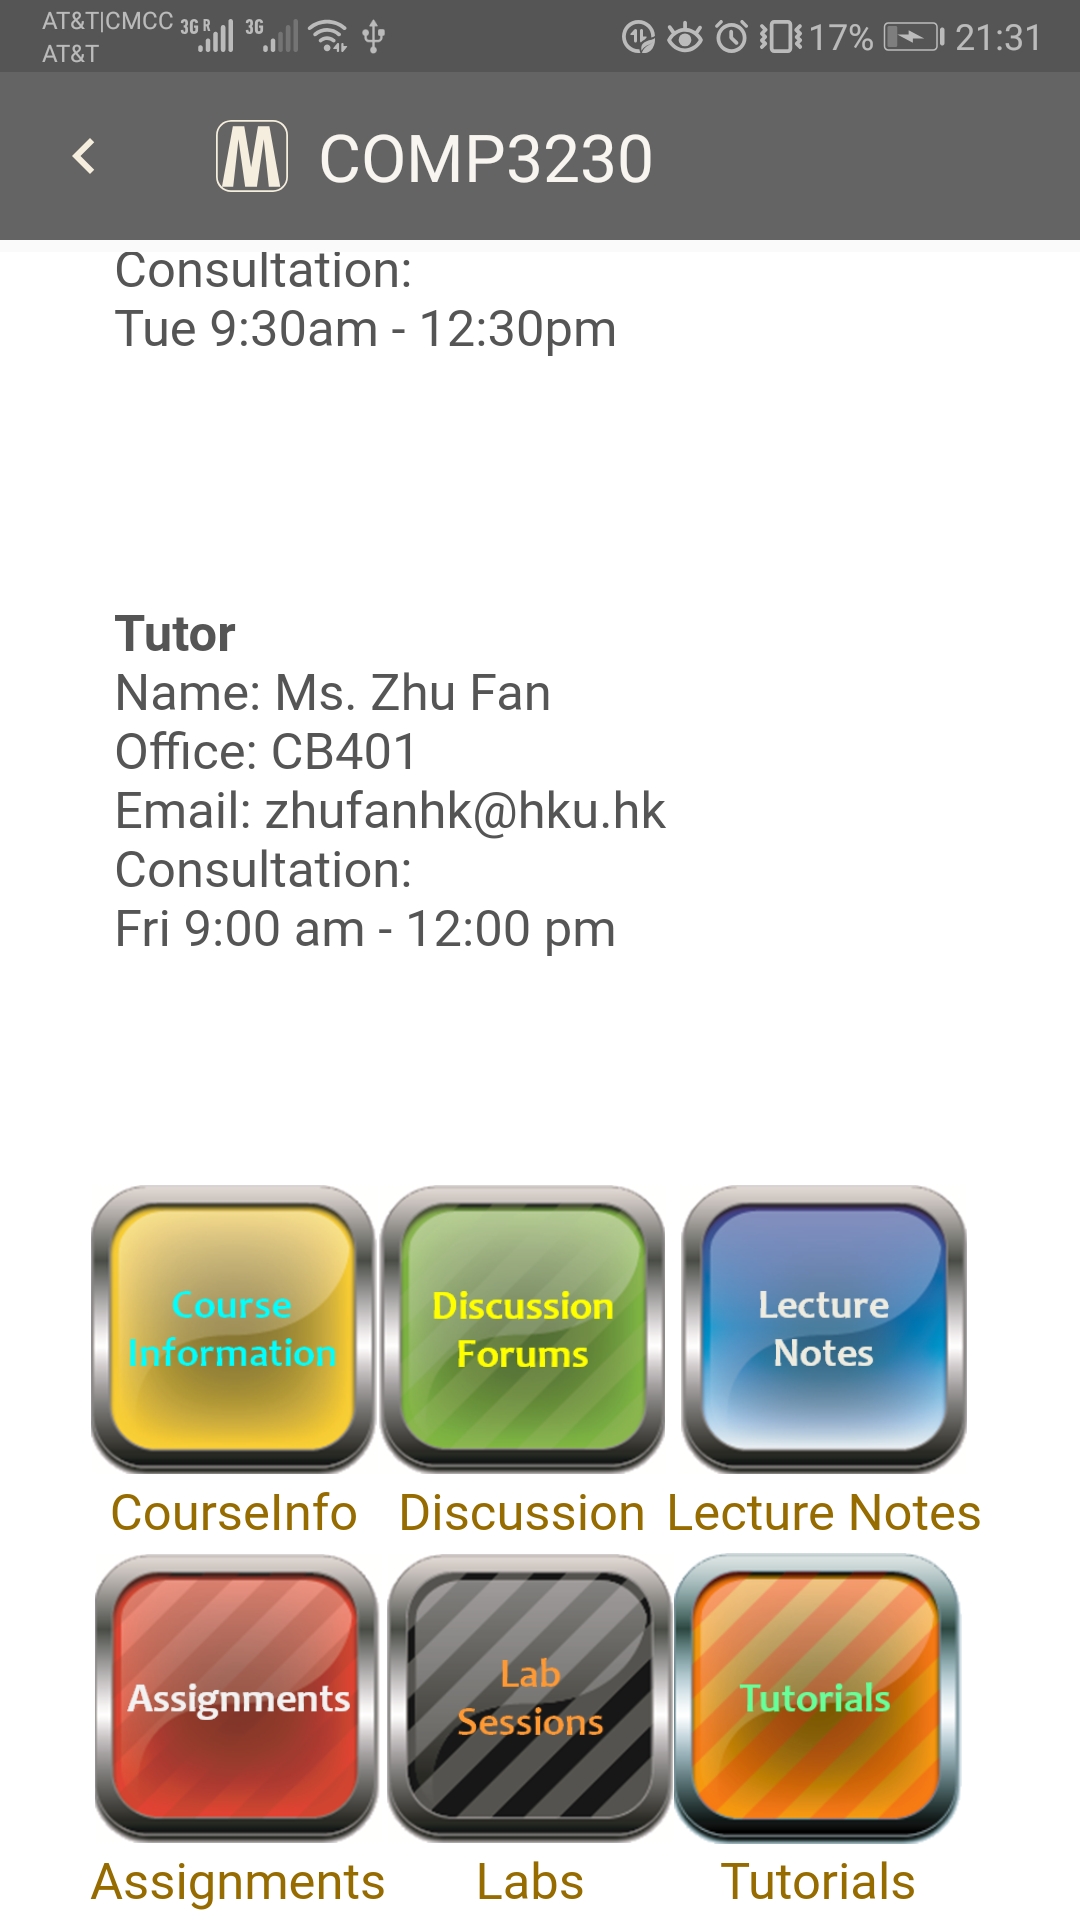 AT&T|CMCC 3G R 3G 17% 21:31
AT&T
M COMP3230
Consultation:
Tue 9:30am - 12:30pm
Tutor
Name: Ms. Zhu Fan
Office: CB401
Email: zhufanhk@hku.hk
Consultation:
Fri 9:00 am - 12:00 pm
Course
Information
Discussion
Forums
Lecture
Notes
CourseInfo Discussion Lecture Notes
Assignments
Lab
Sessions
Tutorials
Assignments Labs Tutorials